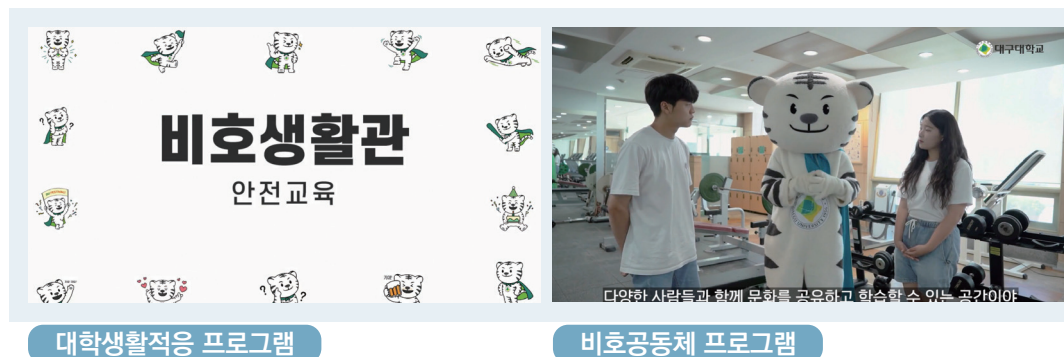 비호생활관
안전교육
대구대학교
다양한 사람들과 함께 문화를 공유하고 학습할 수 있는 공간이야
대학생활적응 프로그램
비호공동체 프로그램